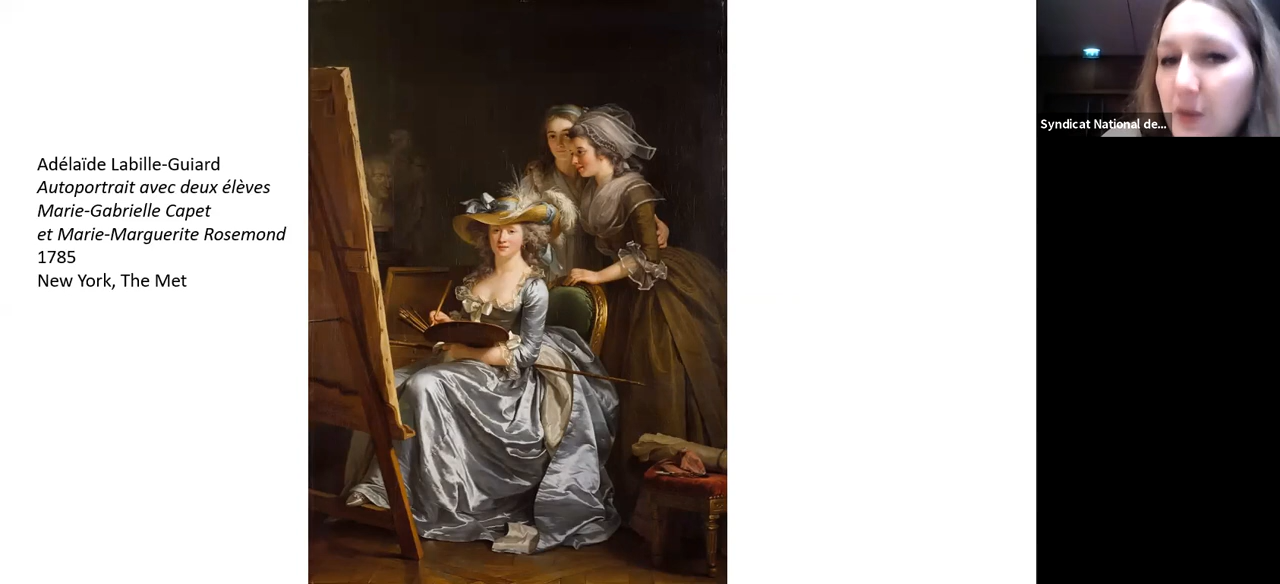 Adélaïde Labille-Guiard
Autoportrait avec deux élèves
Marie-Gabrielle Capet
et Marie-Marguerite Rosemond
1785
New York, The Met
Syndicat National de...